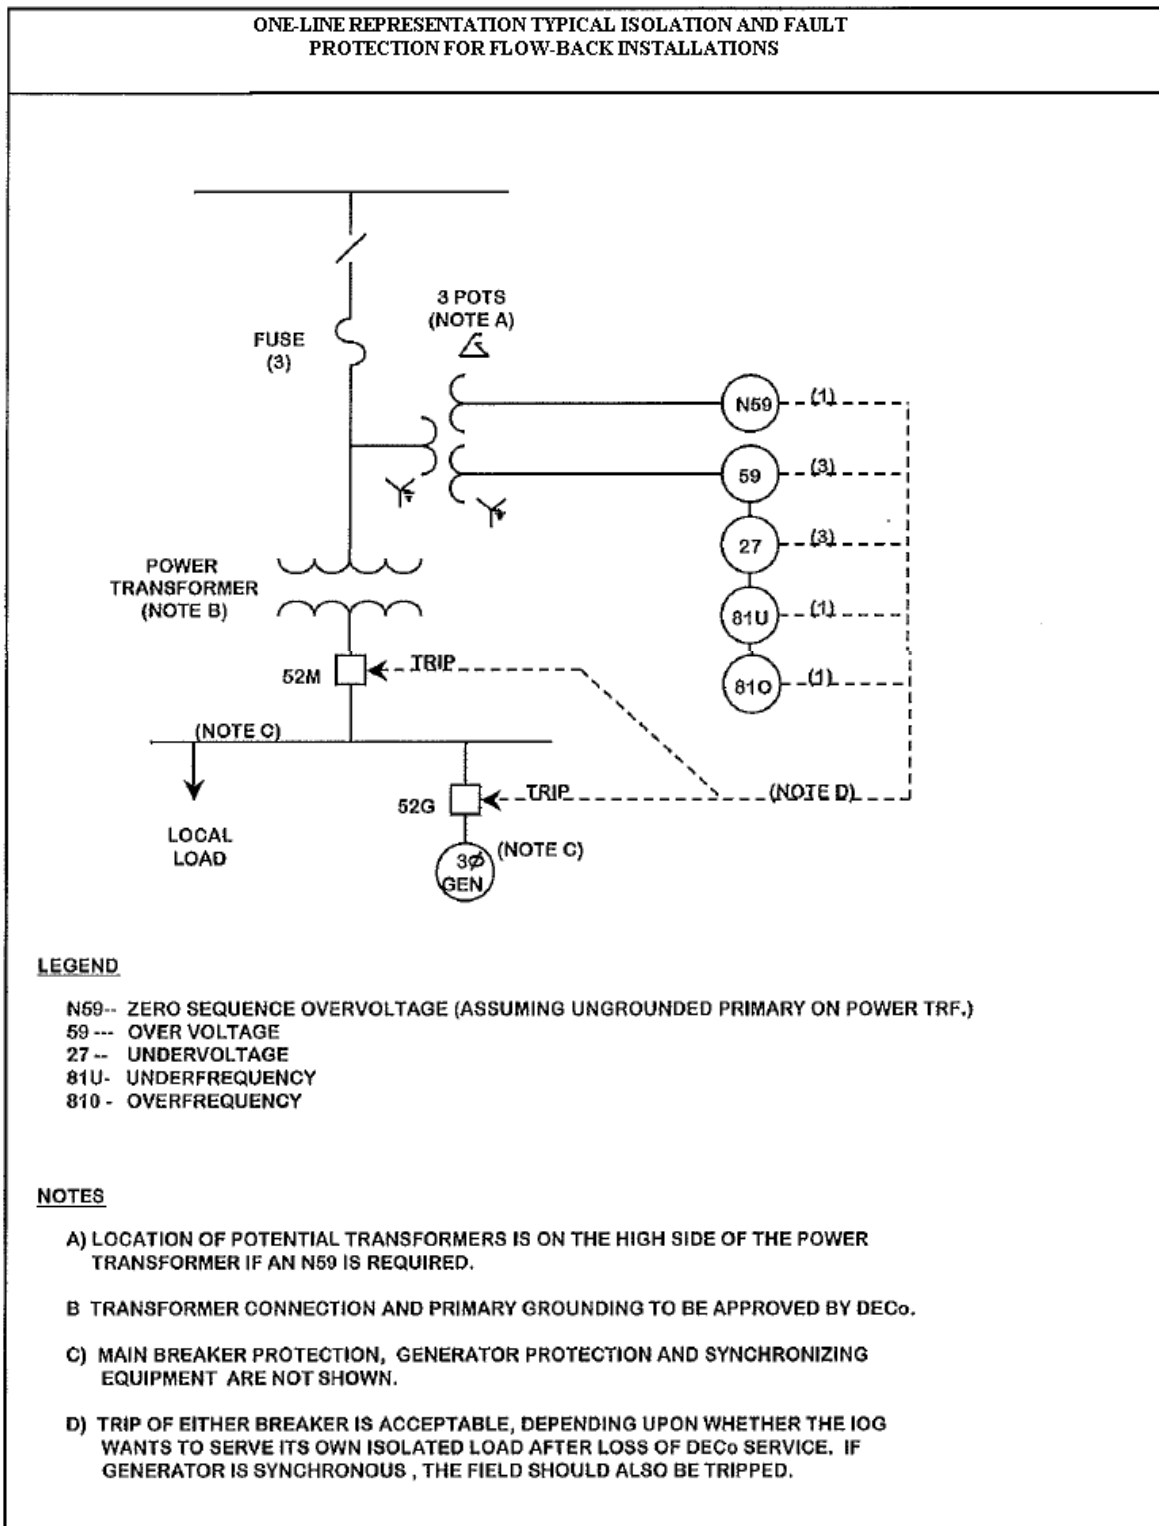 ONE-LINE REPRESENTATION TYPICAL ISOLATION AND FAULT
PROTECTION FOR FLOW-BACK INSTALLATIONS
3 POTS
(NOTE A)
FUSE
(3)
N59
(1)
59
(3)
27
(3)
81U
(1)
81O
(1)
POWER
TRANSFORMER
(NOTE B)
52M
TRIP
(NOTE C)
LOCAL
LOAD
52G
TRIP
(NOTE D)
3Ø
GEN
(NOTE C)
LEGEND
N59-- ZERO SEQUENCE OVERVOLTAGE (ASSUMING UNGROUNDED PRIMARY ON POWER TRF.)
59 --- OVER VOLTAGE
27 -- UNDERVOLTAGE
81U- UNDERFREQUENCY
810 - OVERFREQUENCY
NOTES
A) LOCATION OF POTENTIAL TRANSFORMERS IS ON THE HIGH SIDE OF THE POWER
TRANSFORMER IF AN N59 IS REQUIRED.
B TRANSFORMER CONNECTION AND PRIMARY GROUNDING TO BE APPROVED BY DECo.
C) MAIN BREAKER PROTECTION, GENERATOR PROTECTION AND SYNCHRONIZING
EQUIPMENT ARE NOT SHOWN.
D) TRIP OF EITHER BREAKER IS ACCEPTABLE, DEPENDING UPON WHETHER THE IOG
WANTS TO SERVE ITS OWN ISOLATED LOAD AFTER LOSS OF DECo SERVICE. IF
GENERATOR IS SYNCHRONOUS , THE FIELD SHOULD ALSO BE TRIPPED.